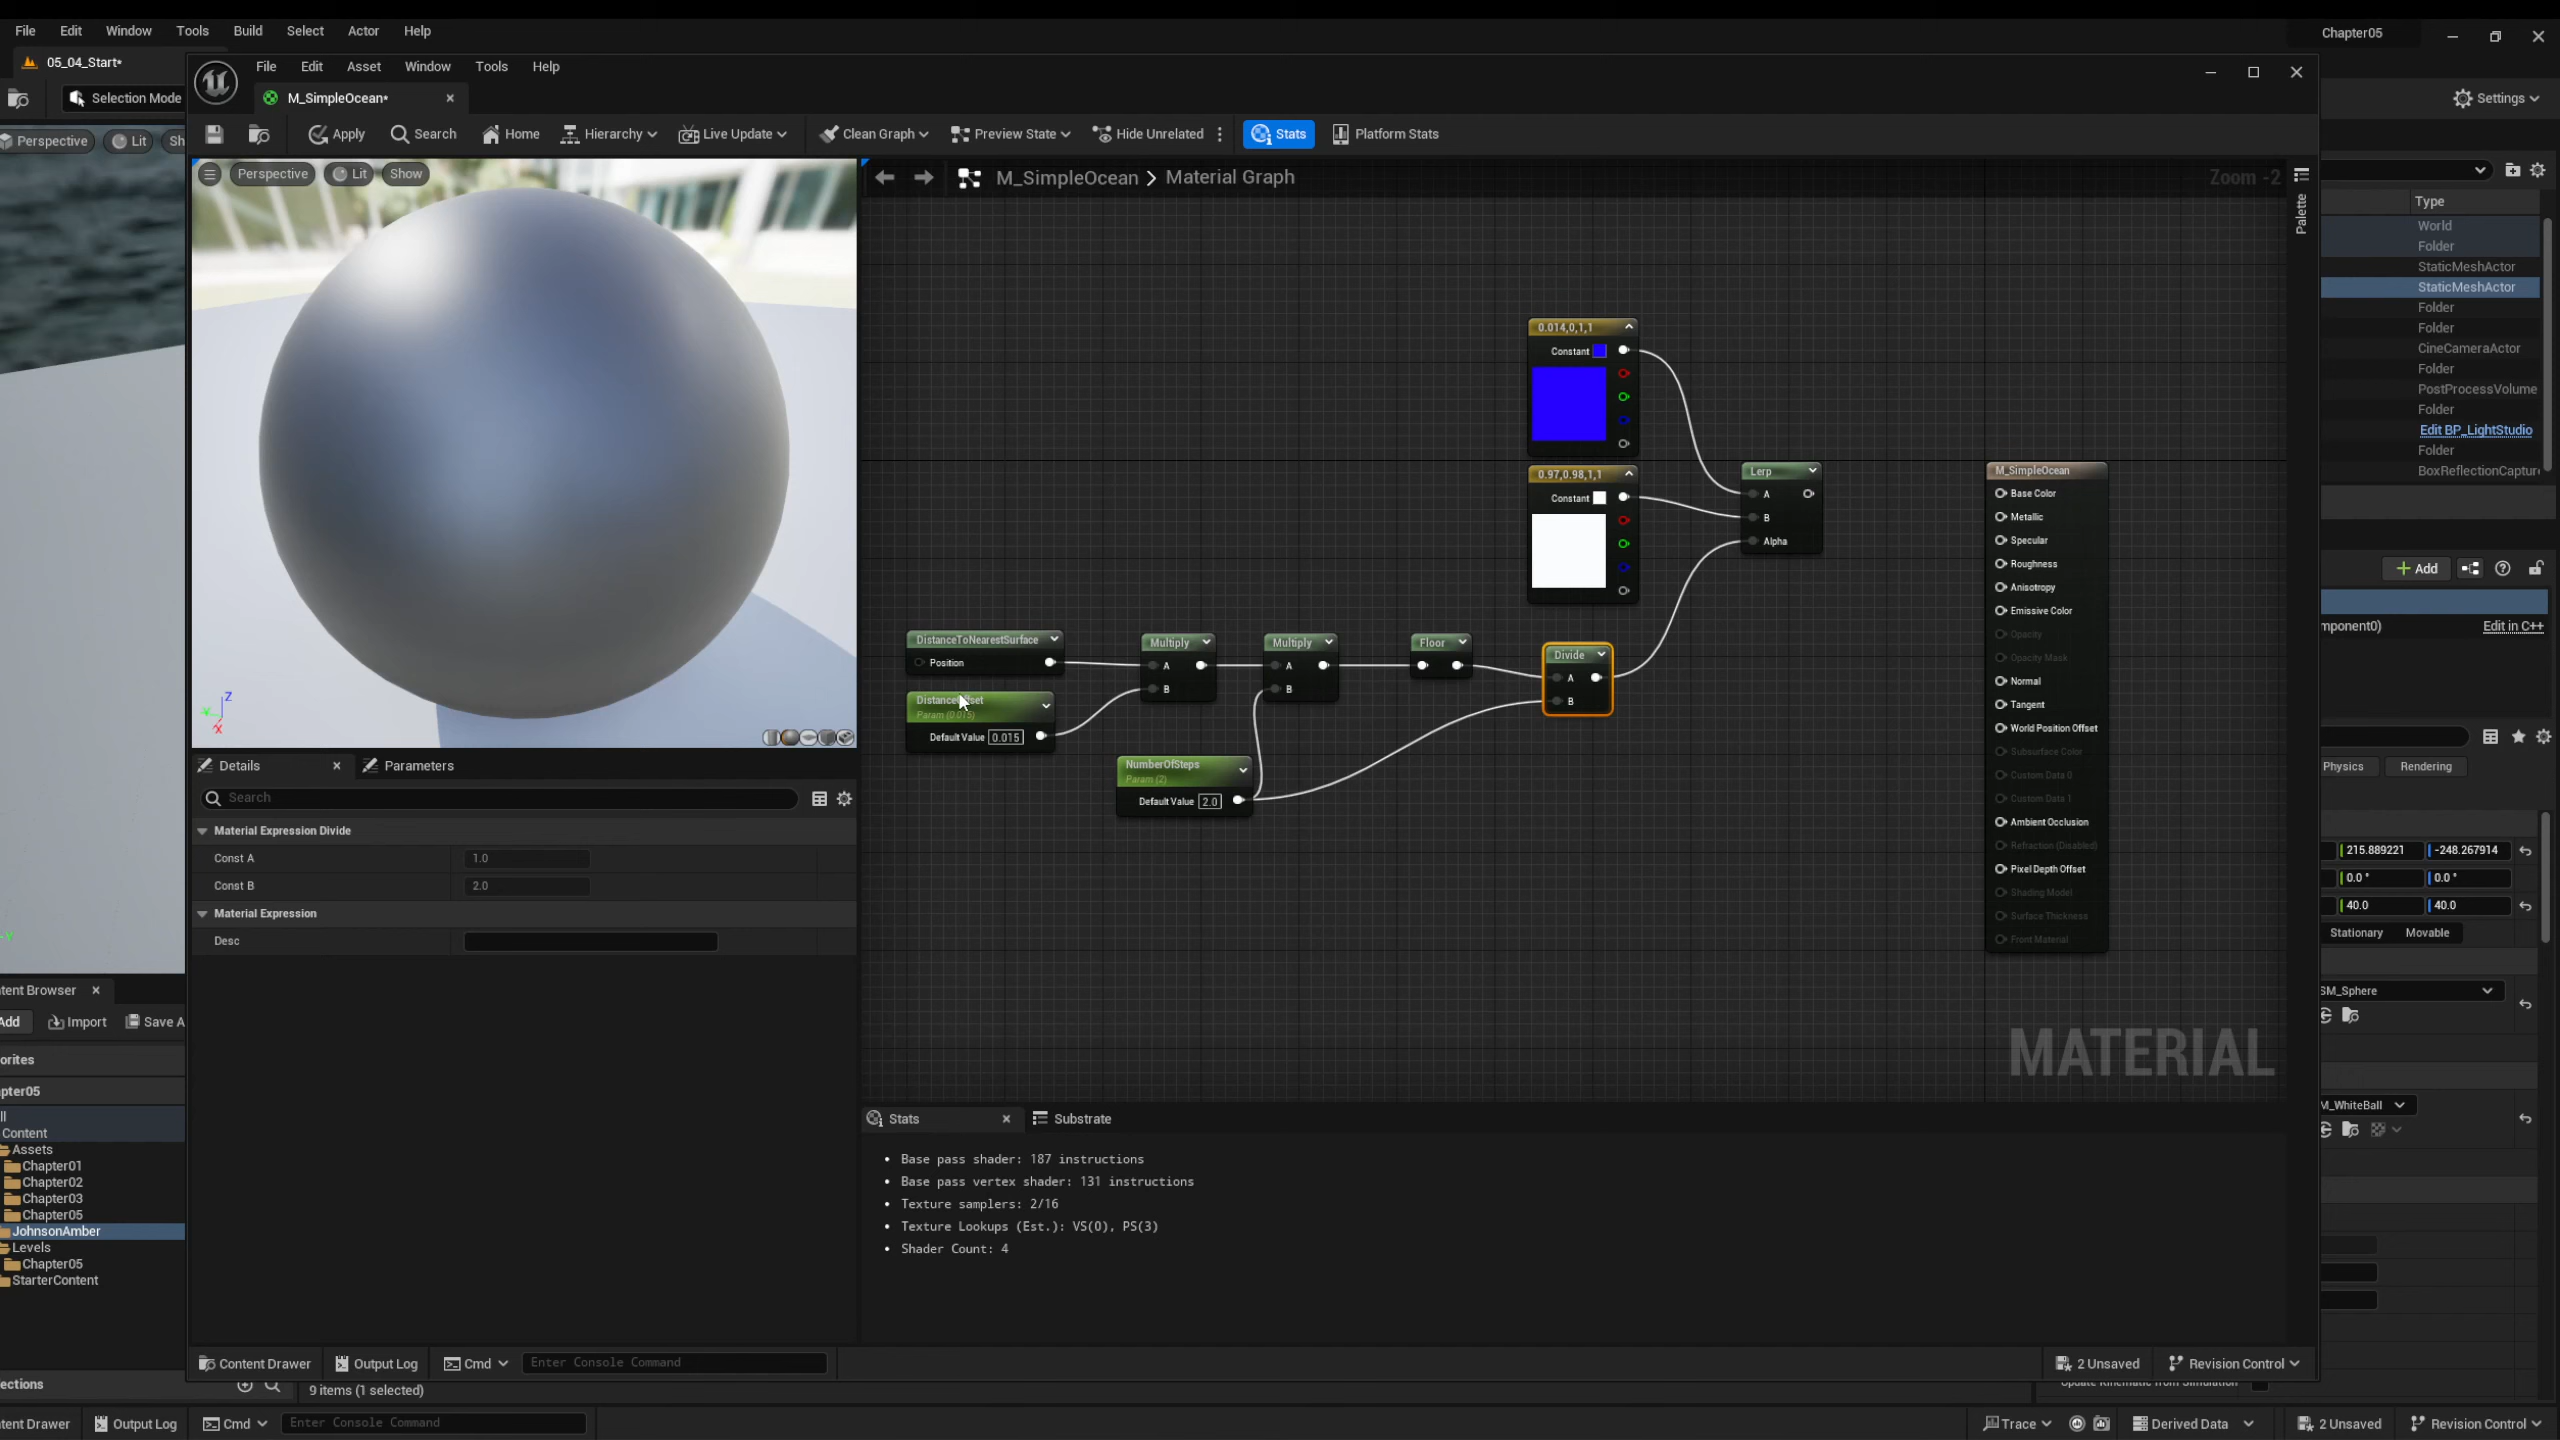 File Edit Window Tools Build Select Actor Help
Chapter05
05_04_Start*
File Edit Asset Window Tools Help
M_SimpleOcean*
Selection Mode
Settings
Apply Search Home Hierarchy Live Update Clean Graph Preview State Hide Unrelated Stats Platform Stats
Perspective Lit Sh
Perspective Lit Show
M_SimpleOcean > Material Graph
Zoom -2
Palette
Type
World
Folder
StaticMeshActor
StaticMeshActor
Folder
Folder
CineCameraActor
Folder
PostProcessVolume
Folder
Edit BP_LightStudio
Folder
BoxReflectionCapture
0.014,0,1,1
Constant
0.97,0.98,1,1
Constant
Lerp
A
B
Alpha
DistanceToNearestSurface
Position
DistanceOffset
Param (0.015)
Default Value 0.015
Multiply
A
B
Multiply
A
B
Floor
Divide
A
B
NumberOfSteps
Param (2)
Default Value 2.0
M_SimpleOcean
Base Color
Metallic
Specular
Roughness
Anisotropy
Emissive Color
Opacity
Opacity Mask
Normal
Tangent
World Position Offset
Subsurface Color
Custom Data 0
Custom Data 1
Ambient Occlusion
Refraction (Disabled)
Pixel Depth Offset
Shading Model
Surface Thickness
Front Material
MATERIAL
Z
Y
X
Add
mponent0) Edit in C++
Physics Rendering
215.889221 -248.267914
0.0 ° 0.0 °
40.0 40.0
Stationary Movable
SM_Sphere
M_WhiteBall
Details Parameters
Search
Material Expression Divide
Const A 1.0
Const B 2.0
Material Expression
Desc
Stats Substrate
• Base pass shader: 187 instructions
• Base pass vertex shader: 131 instructions
• Texture samplers: 2/16
• Texture Lookups (Est.): VS(0), PS(3)
• Shader Count: 4
Y
tent Browser
Add Import Save A
orites
pter05
ll
Content
Assets
Chapter01
Chapter02
Chapter03
Chapter05
JohnsonAmber
Levels
Chapter05
StarterContent
Content Drawer Output Log Cmd Enter Console Command
2 Unsaved Revision Control
ections
9 items (1 selected)
Update Kinematic from Simulation
tent Drawer Output Log Cmd Enter Console Command
Trace Derived Data 2 Unsaved Revision Control